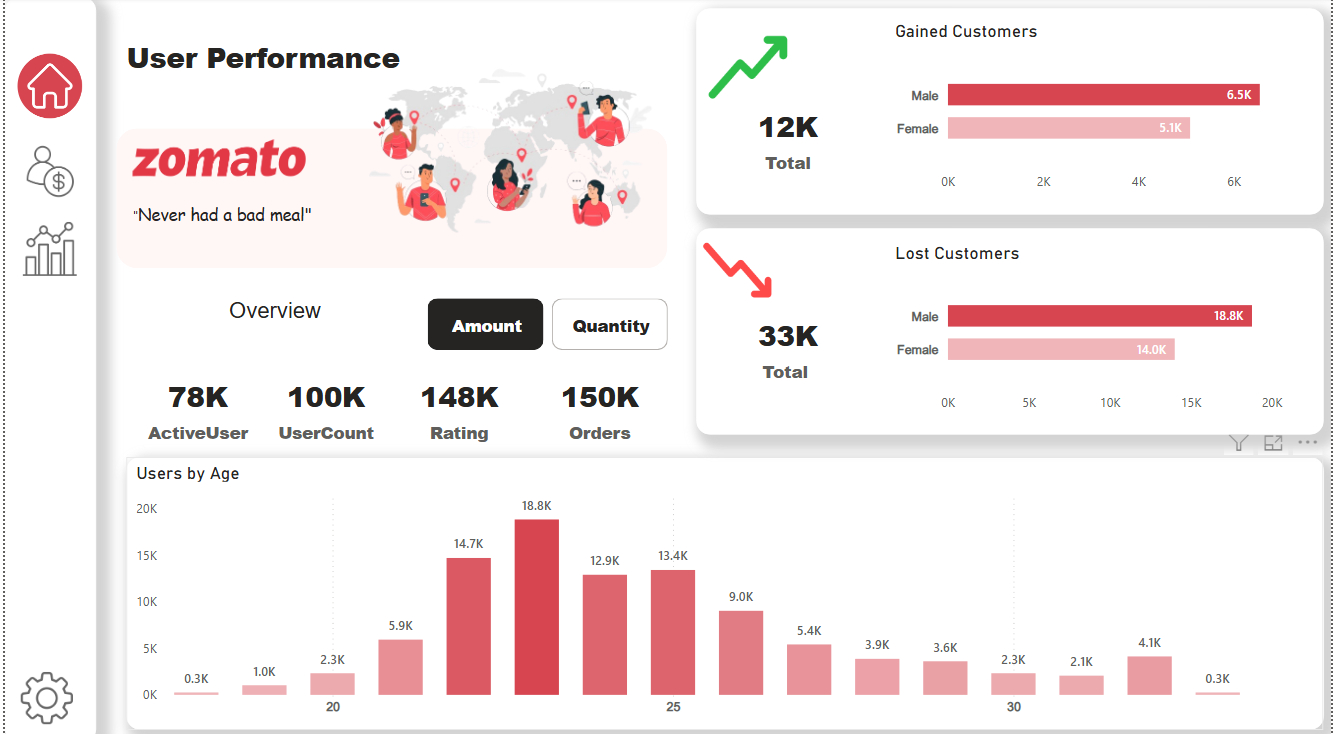 User Performance
zomato
"Never had a bad meal"
Overview
Amount
Quantity
78K
ActiveUser
100K
UserCount
148K
Rating
150K
Orders
Gained Customers
12K
Total
Male
6.5K
Female
5.1K
0K 2K 4K 6K
Lost Customers
33K
Total
Male
18.8K
Female
14.0K
0K 5K 10K 15K 20K
Users by Age
20K
15K
10K
5K
0K
0.3K 1.0K 2.3K 5.9K 14.7K 18.8K 12.9K 13.4K 9.0K 5.4K 3.9K 3.6K 2.3K 2.1K 4.1K 0.3K
20 25 30